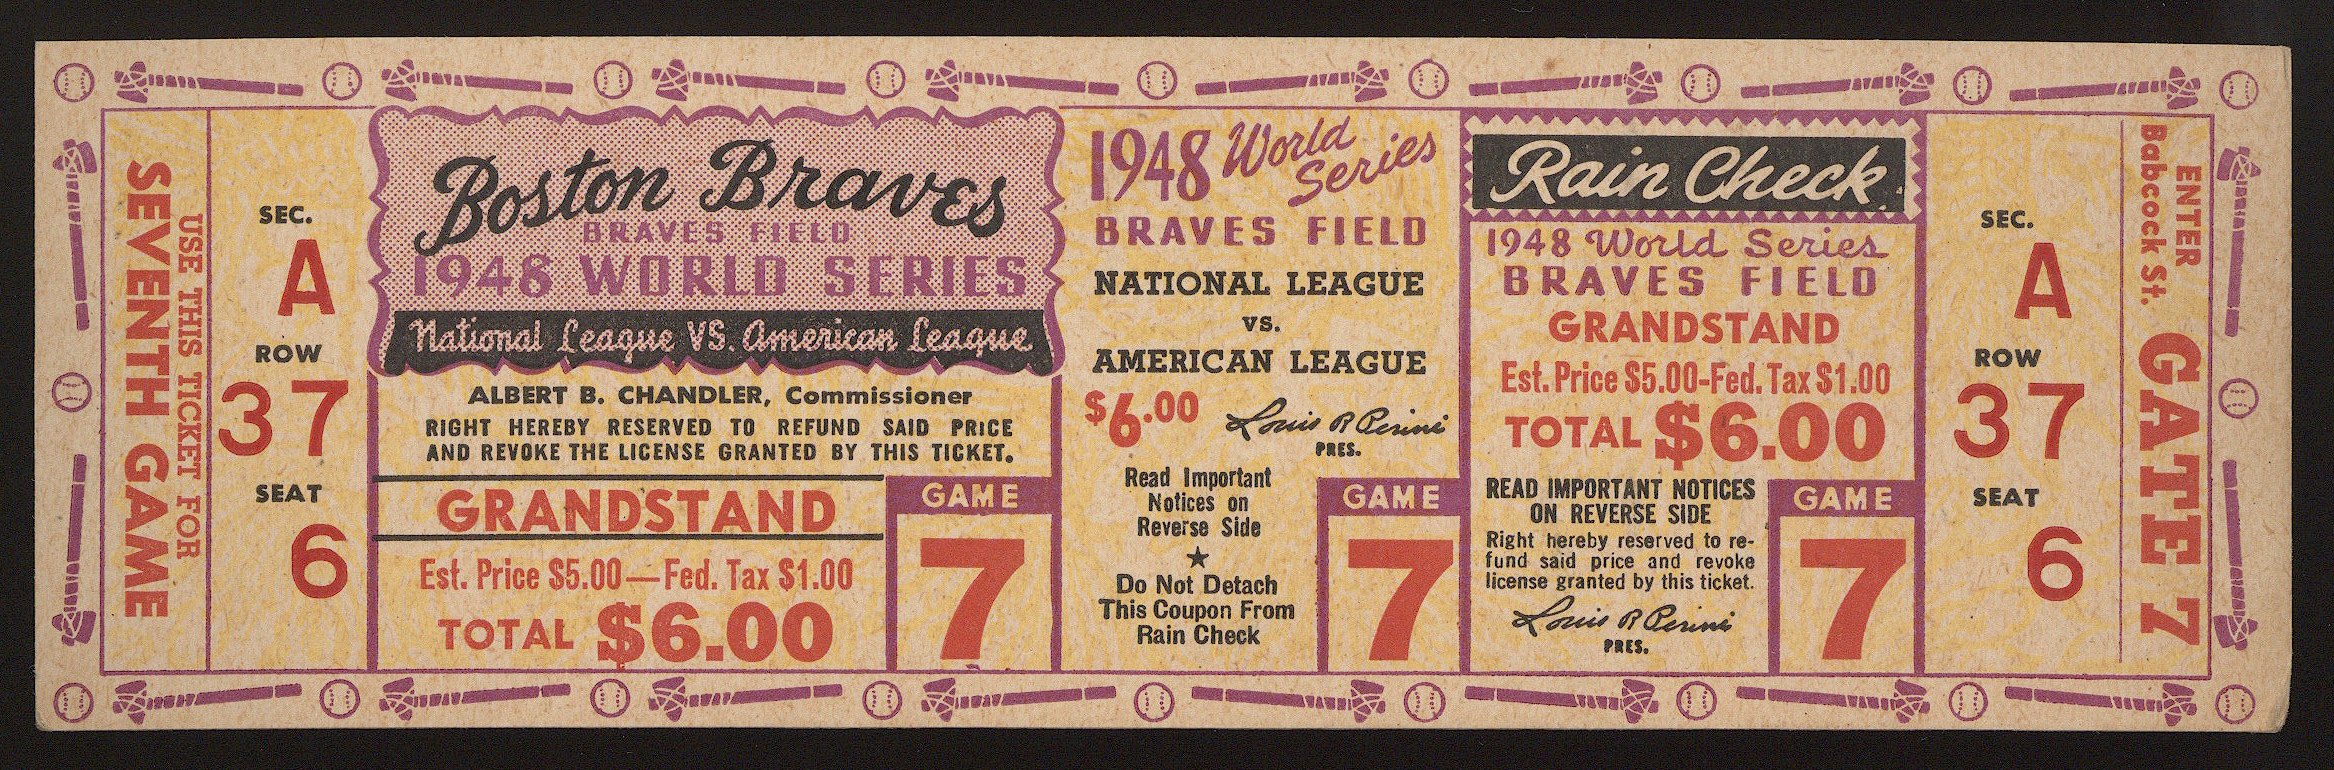 SEVENTH GAME
USE THIS TICKET FOR
SEC.
A
ROW
37
SEAT
6
Boston Braves
BRAVES FIELD
1948 WORLD SERIES
National League VS. American League
ALBERT B. CHANDLER, Commissioner
RIGHT HEREBY RESERVED TO REFUND SAID PRICE
AND REVOKE THE LICENSE GRANTED BY THIS TICKET.
GRANDSTAND
Est. Price $5.00—Fed. Tax $1.00
TOTAL $6.00
GAME
7
1948 World
Series
BRAVES FIELD
NATIONAL LEAGUE
VS.
AMERICAN LEAGUE
$6.00
Louis R Perini
PRES.
Read Important
Notices on
Reverse Side
★
Do Not Detach
This Coupon From
Rain Check
GAME
7
Rain Check
1948 World Series
BRAVES FIELD
GRANDSTAND
Est. Price $5.00-Fed. Tax $1.00
TOTAL $6.00
READ IMPORTANT NOTICES
ON REVERSE SIDE
Right hereby reserved to re-
fund said price and revoke
license granted by this ticket.
Louis R Perini
PRES.
GAME
7
SEC.
A
ROW
37
SEAT
6
ENTER
Babcock St.
GATE 7